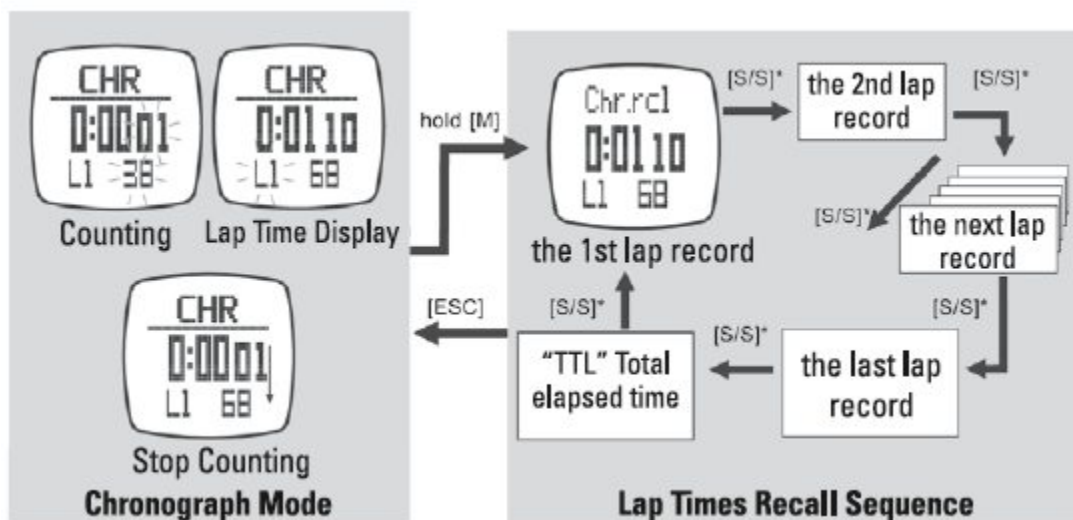 CHR
0:00 01
L1 38
Counting
CHR
0:01 10
L1 68
Lap Time Display
CHR
0:00 01
L1 68
Stop Counting
Chronograph Mode
hold [M]
[ESC]
Chr.rcl
0:01 10
L1 68
the 1st lap record
[S/S]*
the 2nd lap
record
[S/S]*
[S/S]*
the next lap
record
[S/S]*
the last lap
record
[S/S]*
“TTL” Total
elapsed time
[S/S]*
Lap Times Recall Sequence